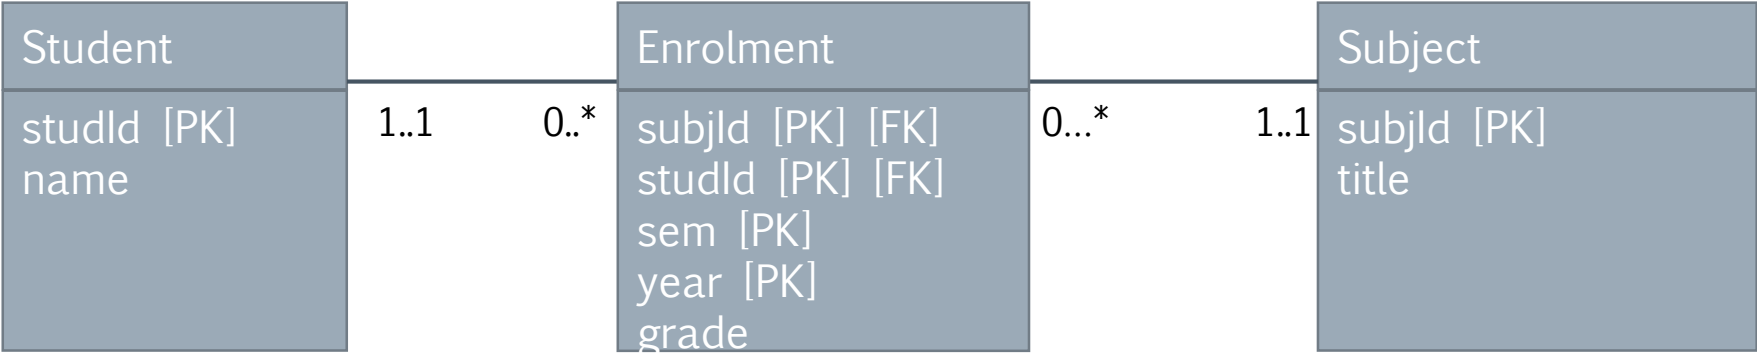 Student
studId [PK]
name
1..1
0..*
Enrolment
subjId [PK] [FK]
studId [PK] [FK]
sem [PK]
year [PK]
grade
0...*
1..1
Subject
subjId [PK]
title